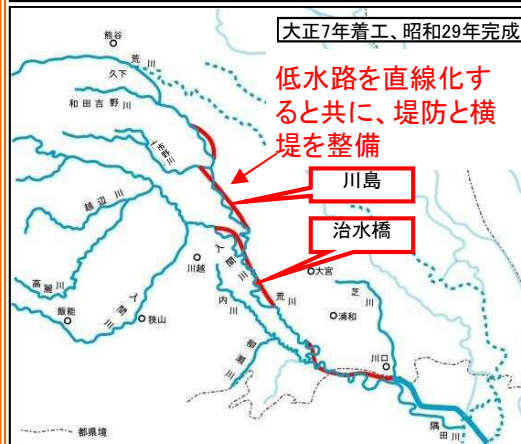 大正7年着工、昭和29年完成
低水路を直線化す
ると共に、堤防と横
堤を整備
川島
治水橋
熊谷
荒川
久下
和田吉野川
市野川
越辺川
入間川
川越
高麗川
飯能
入間川
狭山
内川
柳瀬川
荒川
大宮
芝川
浦和
川口
隅田川
都県境